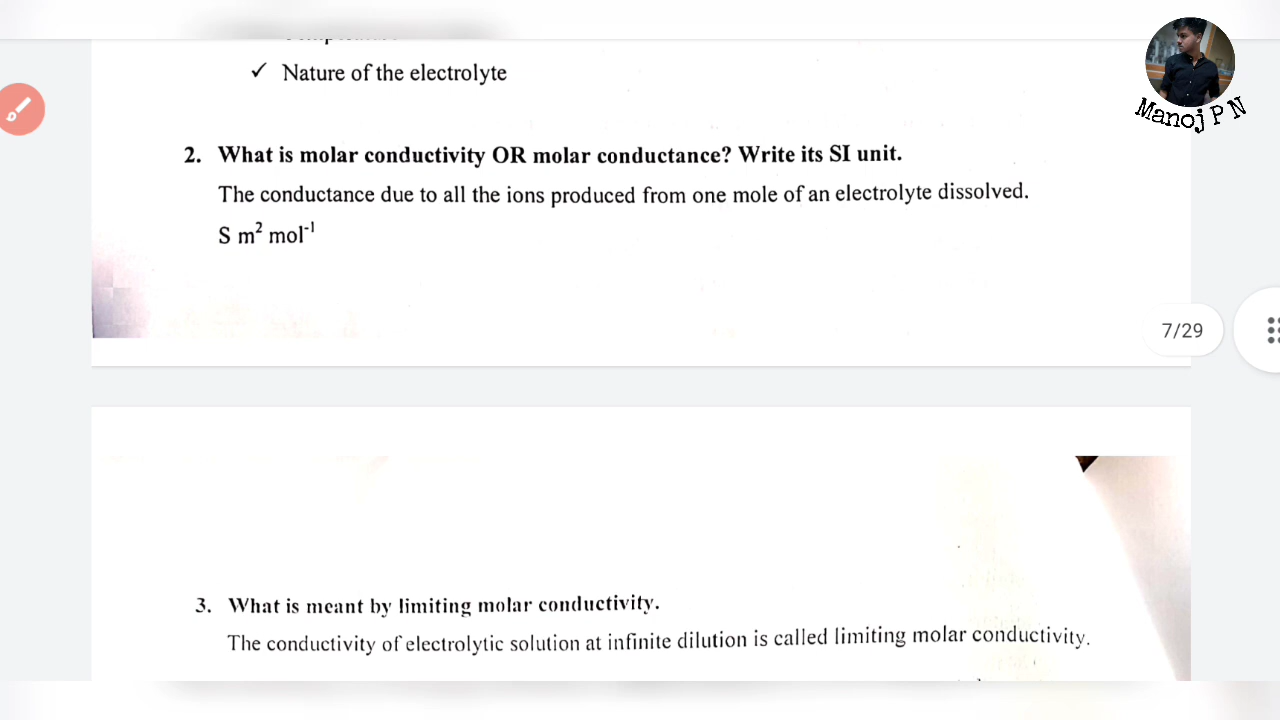 ✓ Nature of the electrolyte
Manoj P N
2. What is molar conductivity OR molar conductance? Write its SI unit.
The conductance due to all the ions produced from one mole of an electrolyte dissolved.
S m² mol⁻¹
7/29
3. What is meant by limiting molar conductivity.
The conductivity of electrolytic solution at infinite dilution is called limiting molar conductivity.